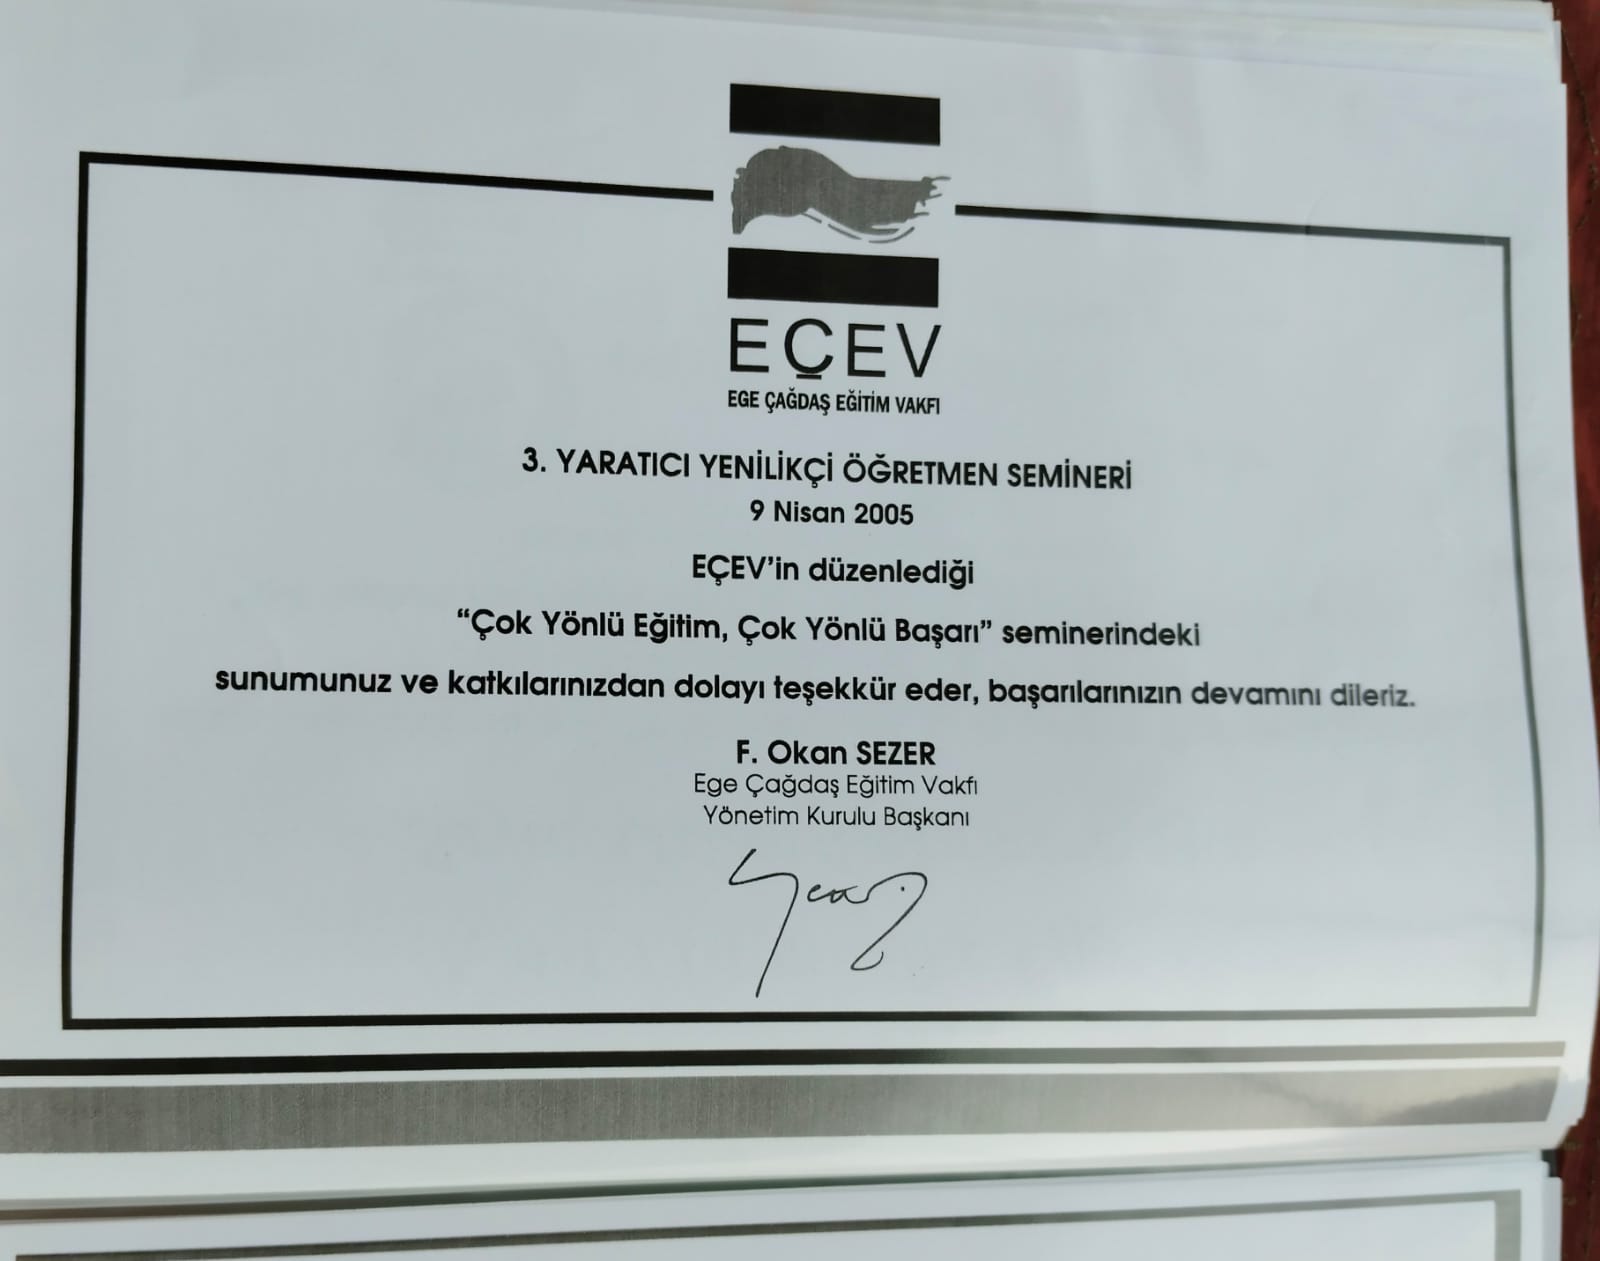 EÇEV
EGE ÇAĞDAŞ EĞİTİM VAKFI
3. YARATICI YENİLİKÇİ ÖĞRETMEN SEMİNERİ
9 Nisan 2005
EÇEV'in düzenlediği
“Çok Yönlü Eğitim, Çok Yönlü Başarı” seminerindeki
sunumunuz ve katkılarınızdan dolayı teşekkür eder, başarılarınızın devamını dileriz.
F. Okan SEZER
Ege Çağdaş Eğitim Vakfı
Yönetim Kurulu Başkanı